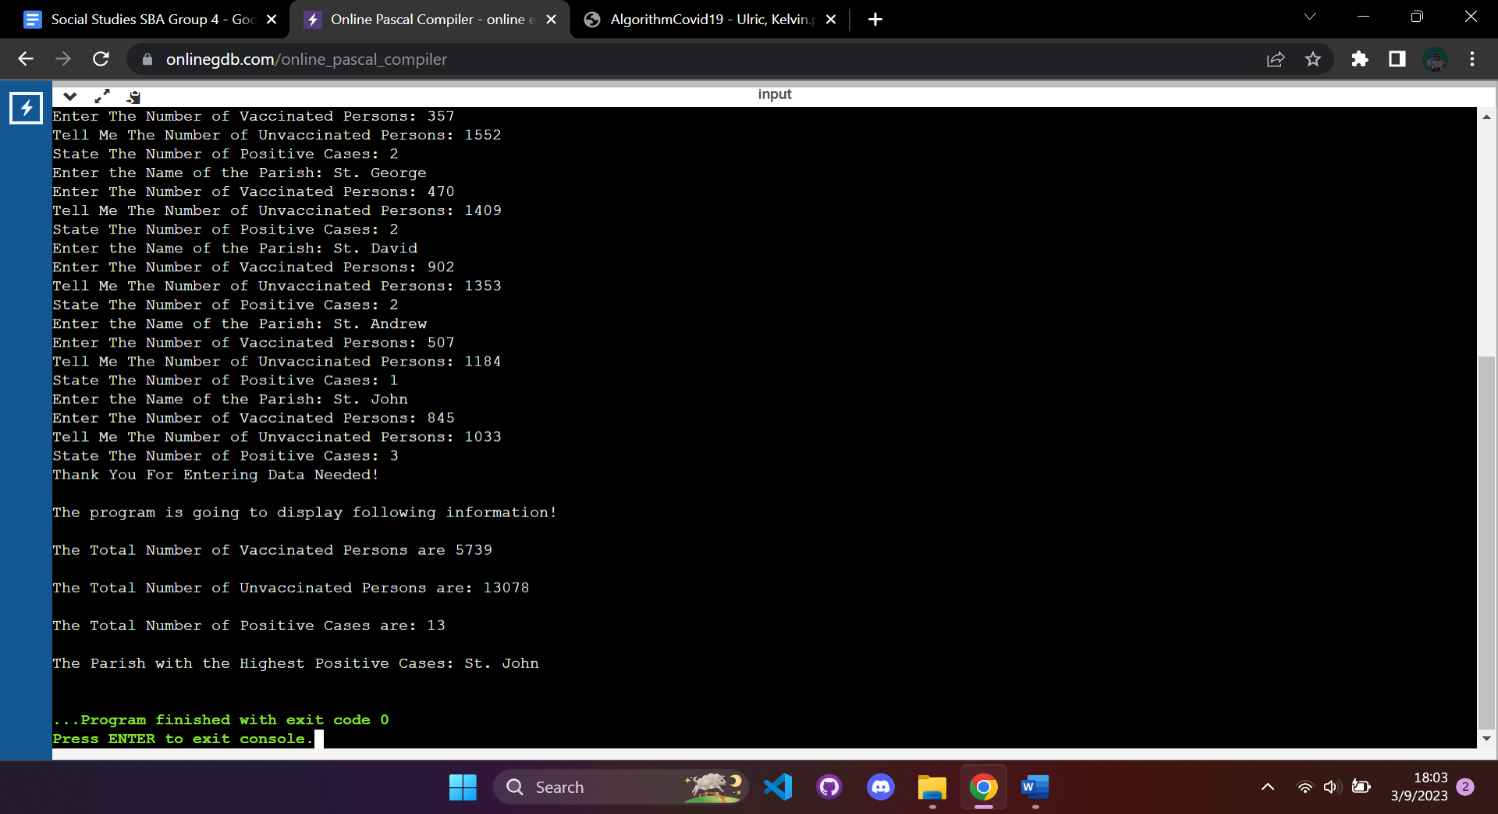 Social Studies SBA Group 4 - Goo
Online Pascal Compiler - online e
AlgorithmCovid19 - Ulric, Kelvin.p
onlinegdb.com/online_pascal_compiler
input
Enter The Number of Vaccinated Persons: 357
Tell Me The Number of Unvaccinated Persons: 1552
State The Number of Positive Cases: 2
Enter the Name of the Parish: St. George
Enter The Number of Vaccinated Persons: 470
Tell Me The Number of Unvaccinated Persons: 1409
State The Number of Positive Cases: 2
Enter the Name of the Parish: St. David
Enter The Number of Vaccinated Persons: 902
Tell Me The Number of Unvaccinated Persons: 1353
State The Number of Positive Cases: 2
Enter the Name of the Parish: St. Andrew
Enter The Number of Vaccinated Persons: 507
Tell Me The Number of Unvaccinated Persons: 1184
State The Number of Positive Cases: 1
Enter the Name of the Parish: St. John
Enter The Number of Vaccinated Persons: 845
Tell Me The Number of Unvaccinated Persons: 1033
State The Number of Positive Cases: 3
Thank You For Entering Data Needed!
The program is going to display following information!
The Total Number of Vaccinated Persons are 5739
The Total Number of Unvaccinated Persons are: 13078
The Total Number of Positive Cases are: 13
The Parish with the Highest Positive Cases: St. John
...Program finished with exit code 0
Press ENTER to exit console.
Search
W
18:03
3/9/2023
2